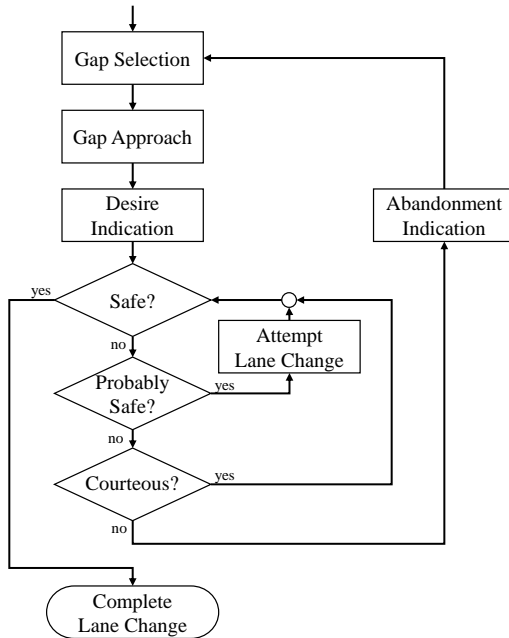 Gap Selection
Gap Approach
Desire
Indication
Abandonment
Indication
yes
Safe?
no
Attempt
Lane Change
Probably
Safe?
yes
no
Courteous?
yes
no
Complete
Lane Change